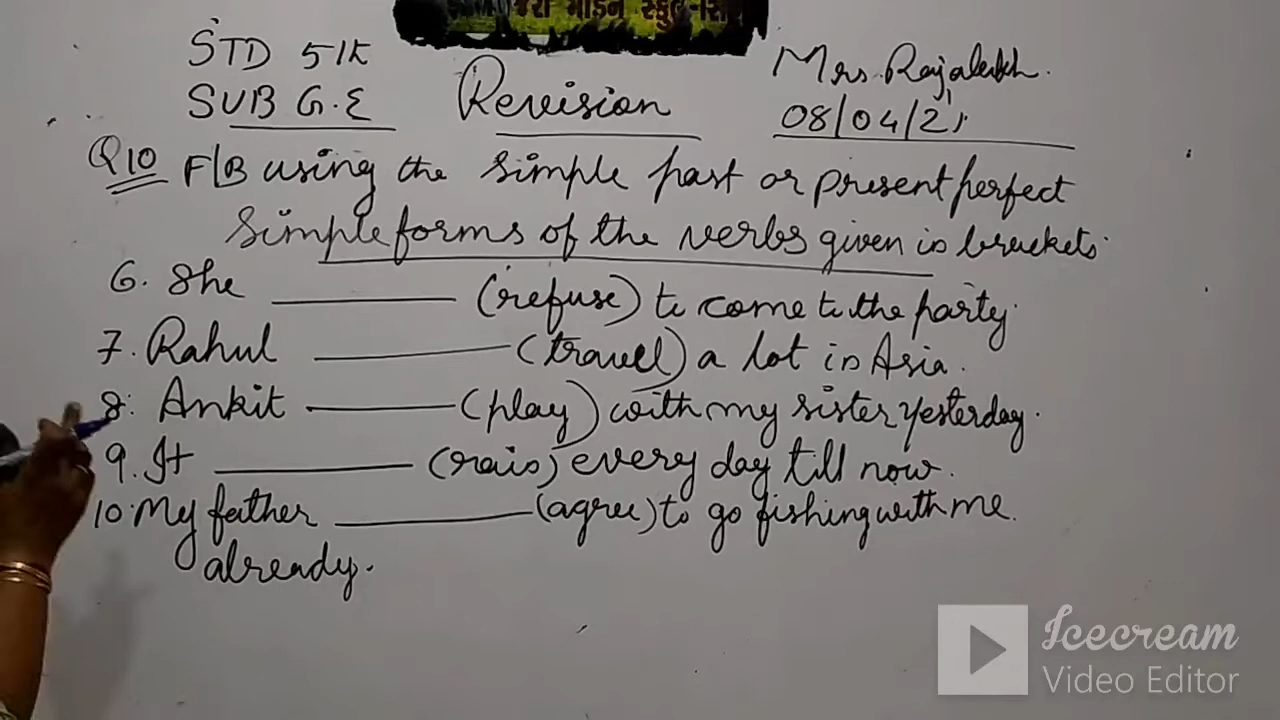 મોડર્ન સ્કુલ
STD 5th
SUB G.E
Revision
Mrs. Rajalekh.
08/04/21
Q10 F/B using the simple past or present perfect
simple forms of the verbs given in brackets.
6. She ________ (refuse) to come to the party.
7. Rahul ________ (travel) a lot in Asia.
8. Ankit ________ (play) with my sister yesterday.
9. It ________ (rain) every day till now.
10. My father ________ (agree) to go fishing with me
already.
Icecream
Video Editor